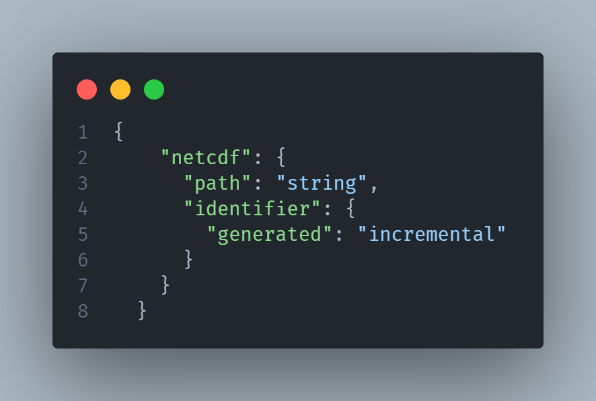 1 {
2     "netcdf": {
3       "path": "string",
4       "identifier": {
5         "generated": "incremental"
6       }
7     }
8   }